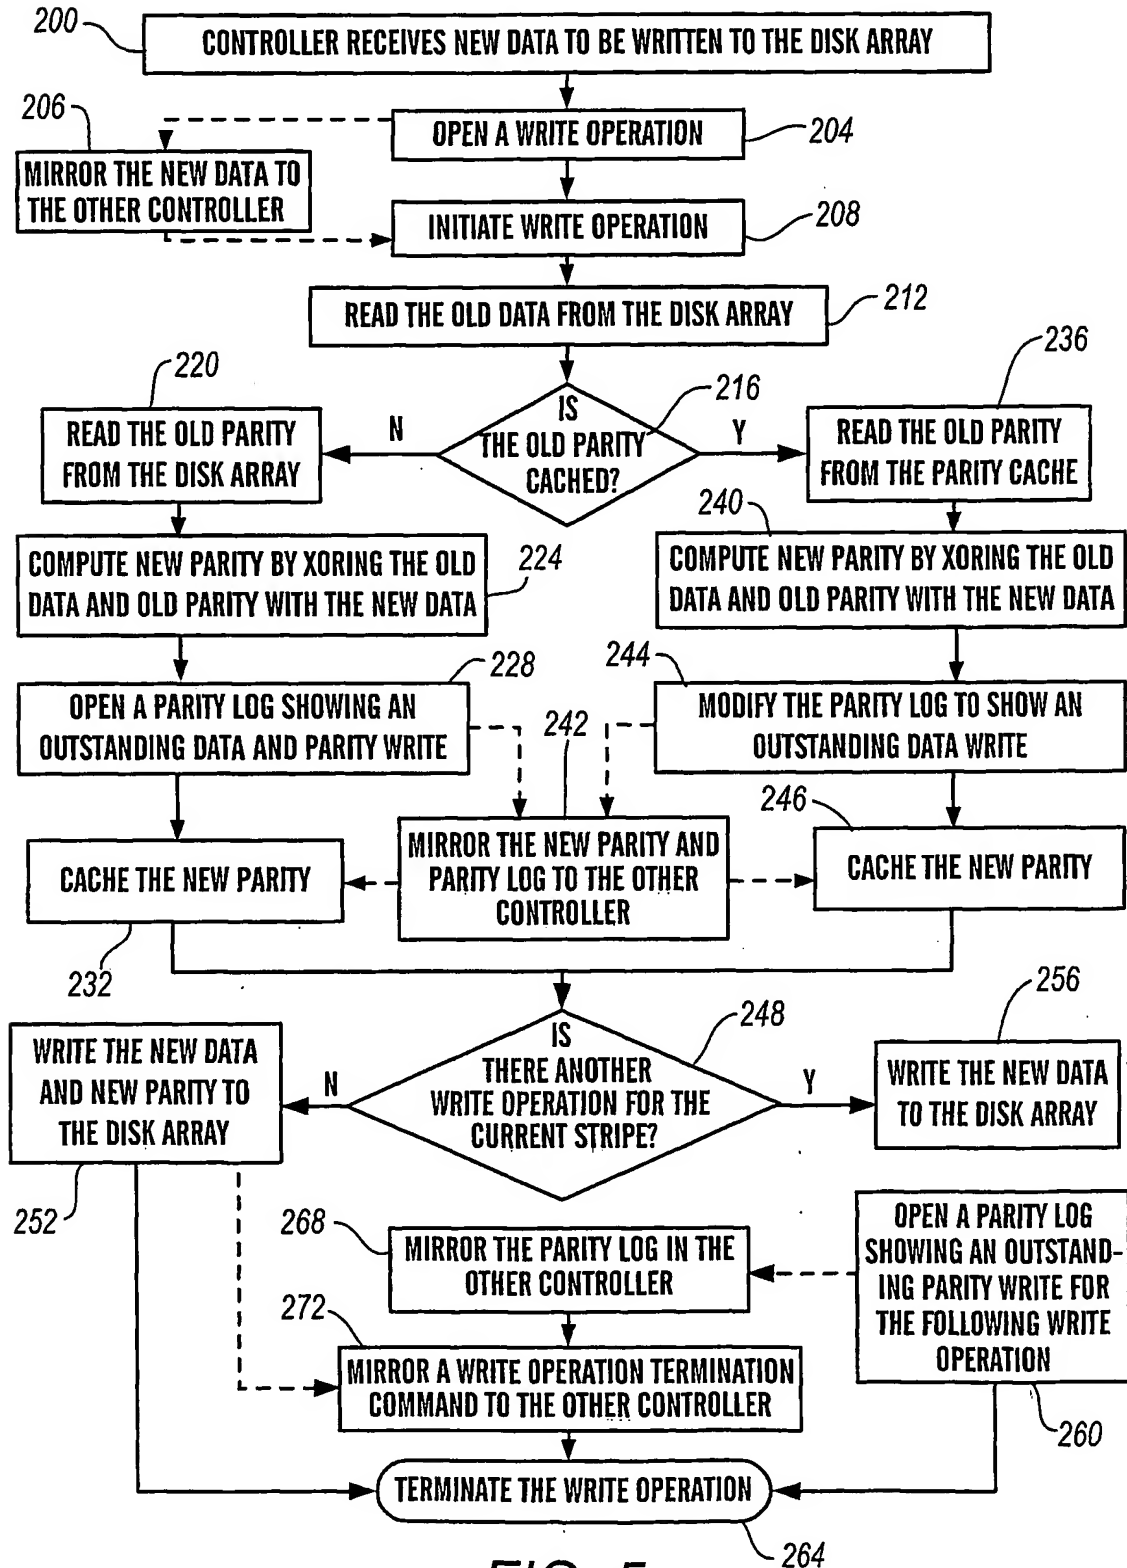 200
CONTROLLER RECEIVES NEW DATA TO BE WRITTEN TO THE DISK ARRAY
206
OPEN A WRITE OPERATION
204
MIRROR THE NEW DATA TO
THE OTHER CONTROLLER
INITIATE WRITE OPERATION
208
READ THE OLD DATA FROM THE DISK ARRAY
212
220
236
216
IS
THE OLD PARITY
CACHED?
N
Y
READ THE OLD PARITY
FROM THE DISK ARRAY
READ THE OLD PARITY
FROM THE PARITY CACHE
240
COMPUTE NEW PARITY BY XORING THE OLD
DATA AND OLD PARITY WITH THE NEW DATA
224
COMPUTE NEW PARITY BY XORING THE OLD
DATA AND OLD PARITY WITH THE NEW DATA
228
244
OPEN A PARITY LOG SHOWING AN
OUTSTANDING DATA AND PARITY WRITE
242
MODIFY THE PARITY LOG TO SHOW AN
OUTSTANDING DATA WRITE
246
CACHE THE NEW PARITY
MIRROR THE NEW PARITY AND
PARITY LOG TO THE OTHER
CONTROLLER
CACHE THE NEW PARITY
232
256
248
WRITE THE NEW DATA
AND NEW PARITY TO
THE DISK ARRAY
N
IS
THERE ANOTHER
WRITE OPERATION FOR THE
CURRENT STRIPE?
Y
WRITE THE NEW DATA
TO THE DISK ARRAY
252
268
MIRROR THE PARITY LOG IN THE
OTHER CONTROLLER
OPEN A PARITY LOG
SHOWING AN OUTSTAND-
ING PARITY WRITE FOR
THE FOLLOWING WRITE
OPERATION
272
MIRROR A WRITE OPERATION TERMINATION
COMMAND TO THE OTHER CONTROLLER
260
TERMINATE THE WRITE OPERATION
264